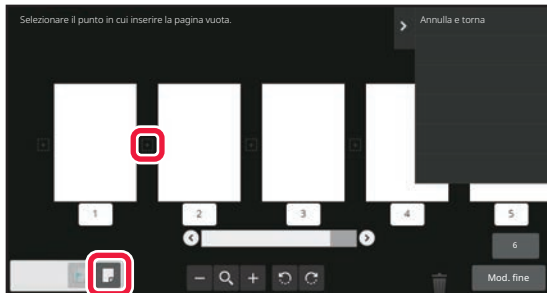 Selezionare il punto in cui inserire la pagina vuota.
Annulla e torna
1
2
3
4
5
6
Mod. fine